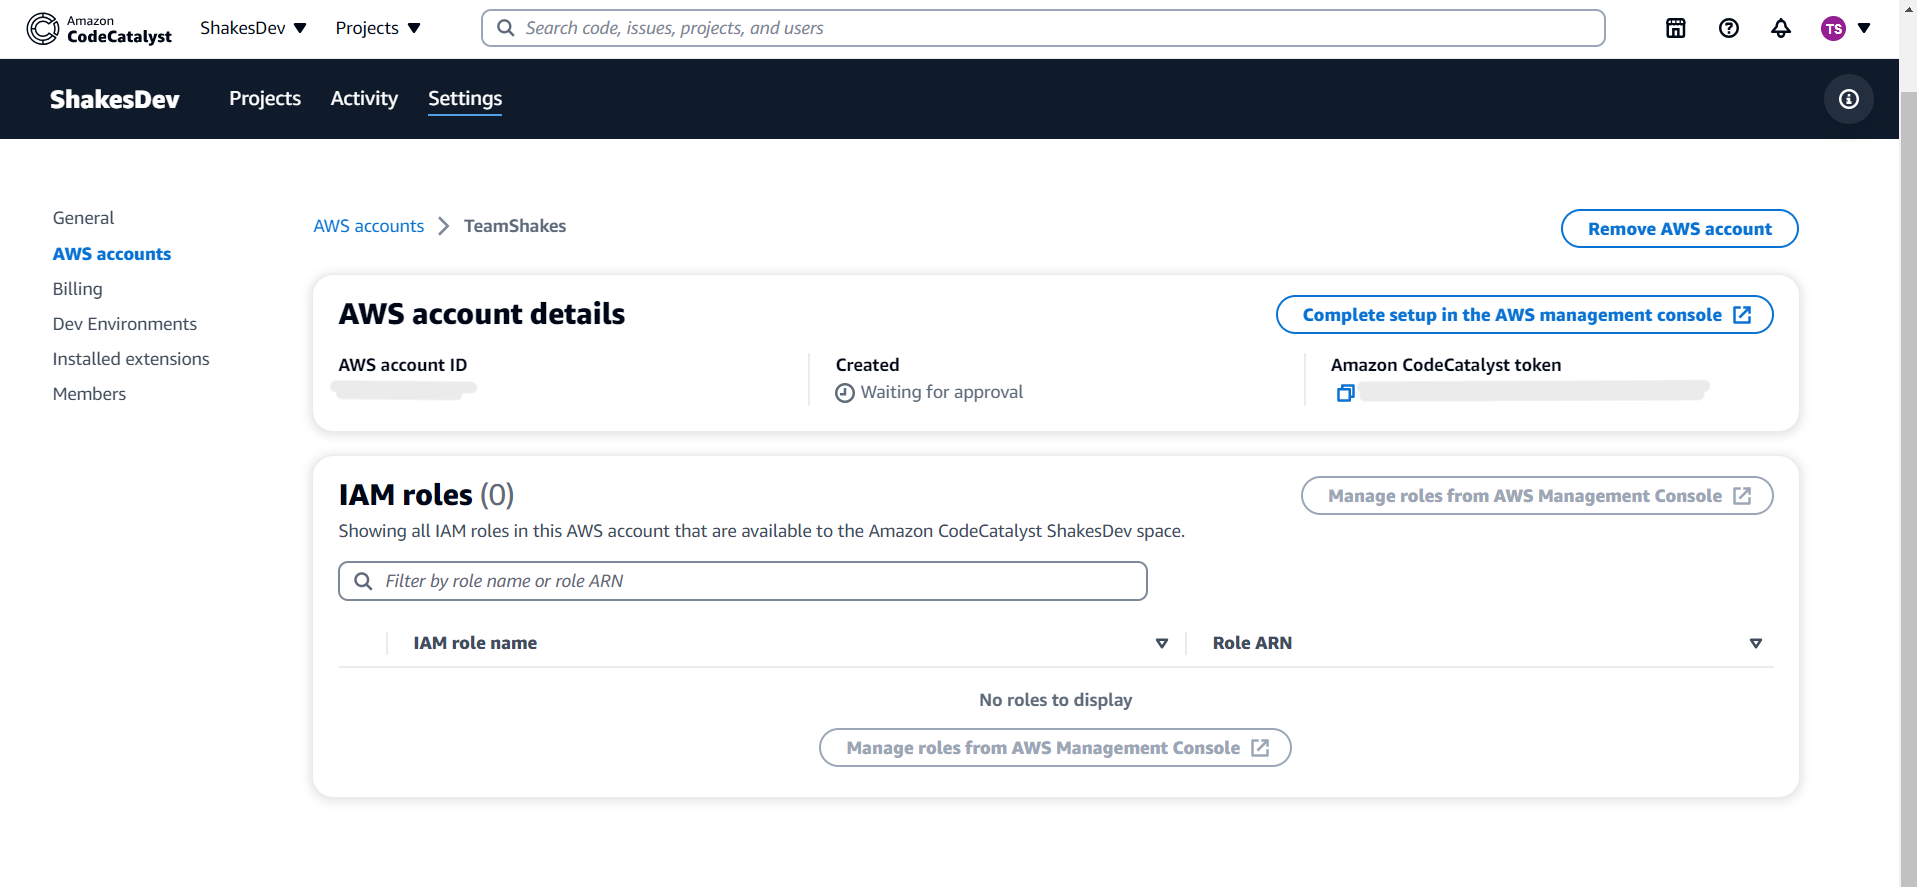 Amazon
CodeCatalyst
ShakesDev
Projects
Search code, issues, projects, and users
TS
ShakesDev
Projects
Activity
Settings
General
AWS accounts
Billing
Dev Environments
Installed extensions
Members
AWS accounts
TeamShakes
Remove AWS account
AWS account details
Complete setup in the AWS management console
AWS account ID
Created
Waiting for approval
Amazon CodeCatalyst token
IAM roles (0)
Manage roles from AWS Management Console
Showing all IAM roles in this AWS account that are available to the Amazon CodeCatalyst ShakesDev space.
Filter by role name or role ARN
IAM role name
Role ARN
No roles to display
Manage roles from AWS Management Console